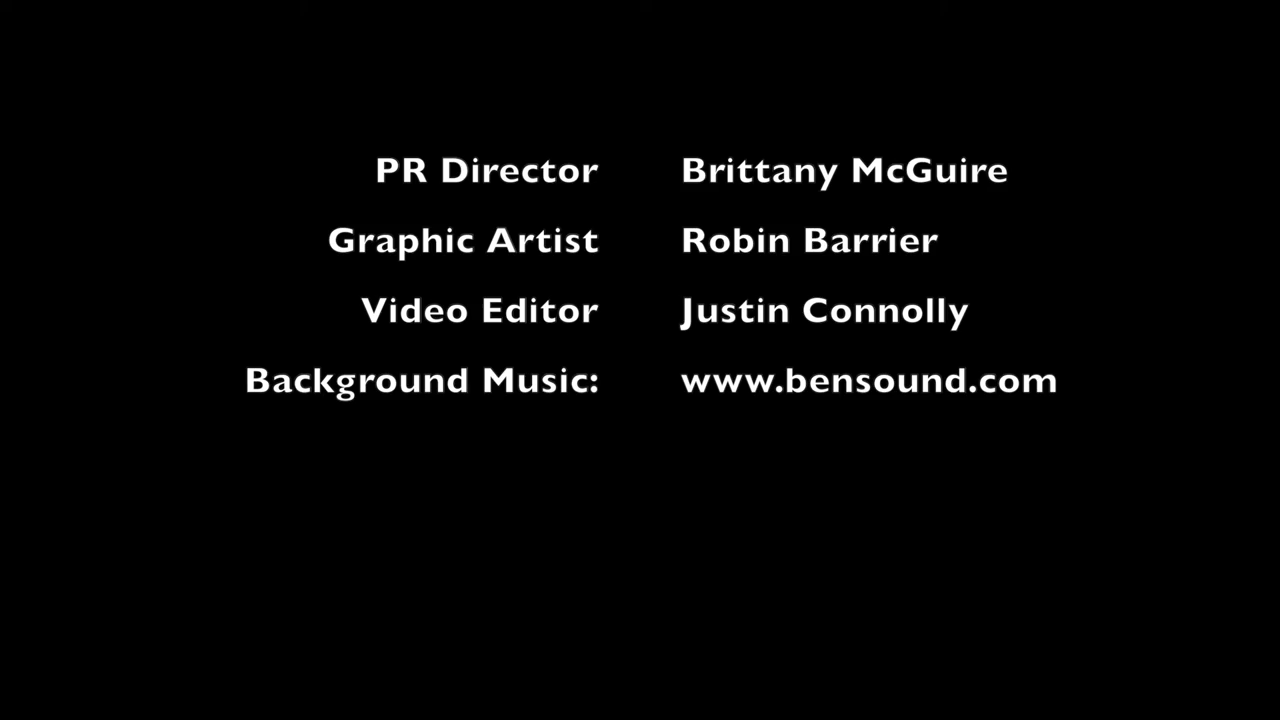 PR Director Brittany McGuire
Graphic Artist Robin Barrier
Video Editor Justin Connolly
Background Music: www.bensound.com